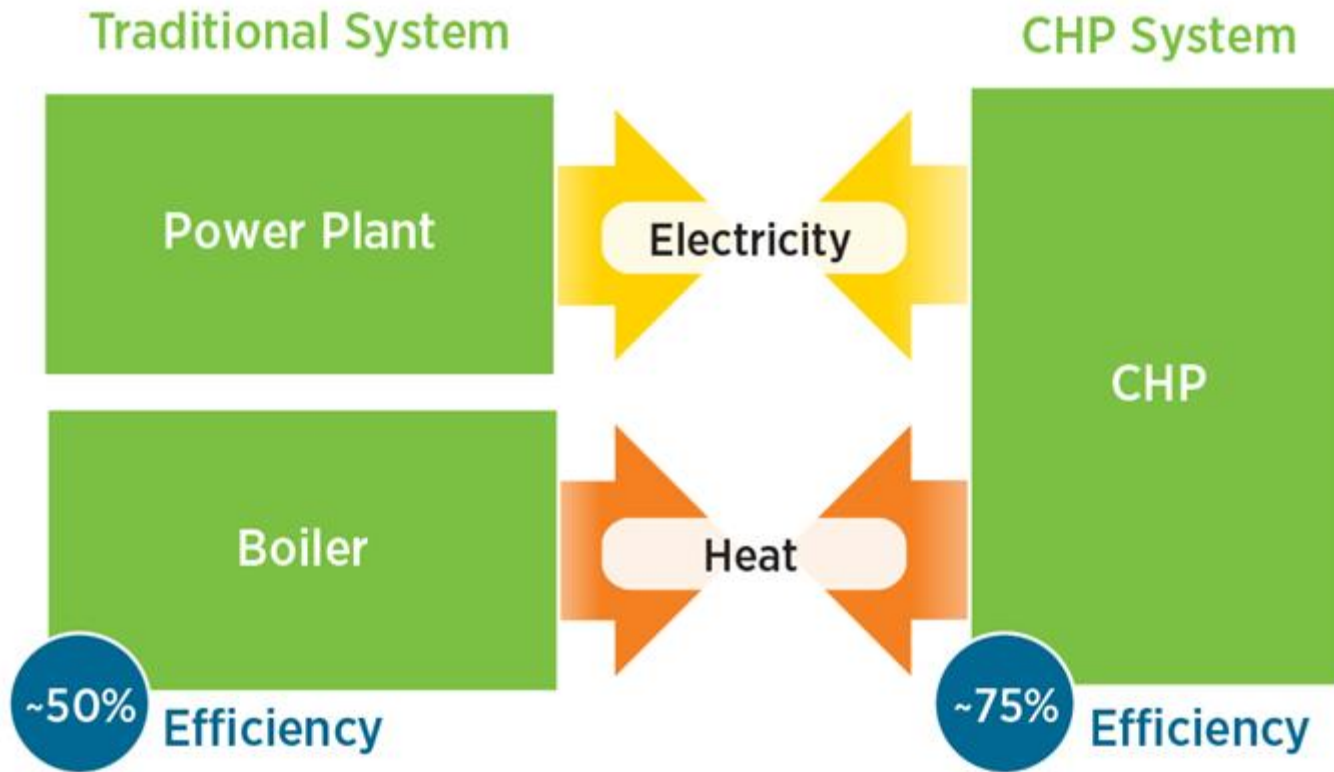 Traditional System
CHP System
Power Plant
Electricity
CHP
Boiler
Heat
~50% Efficiency
~75% Efficiency